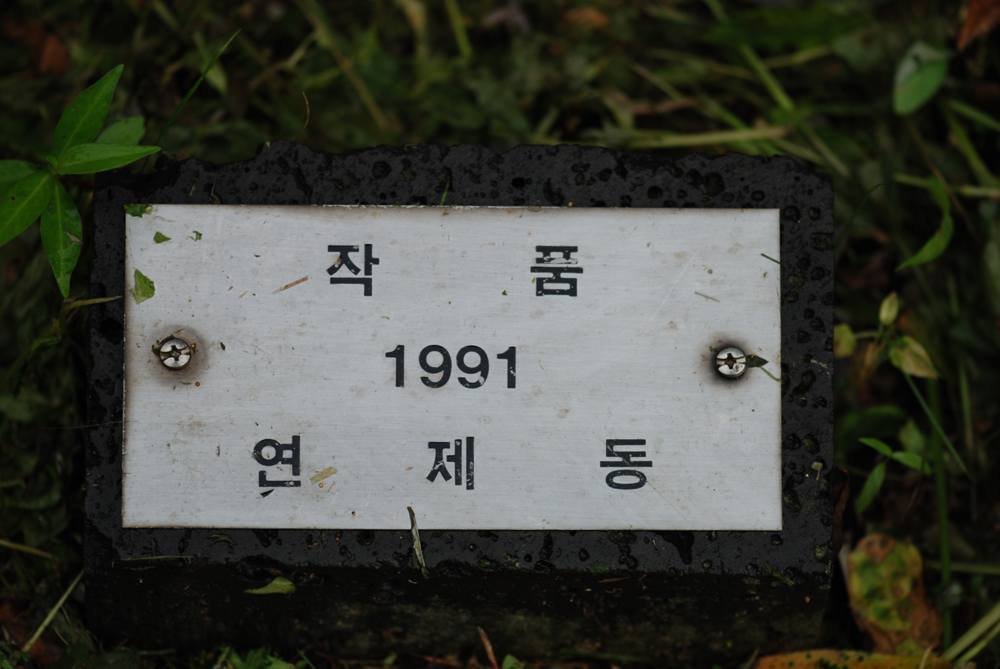 작 품
1991
연 제 동